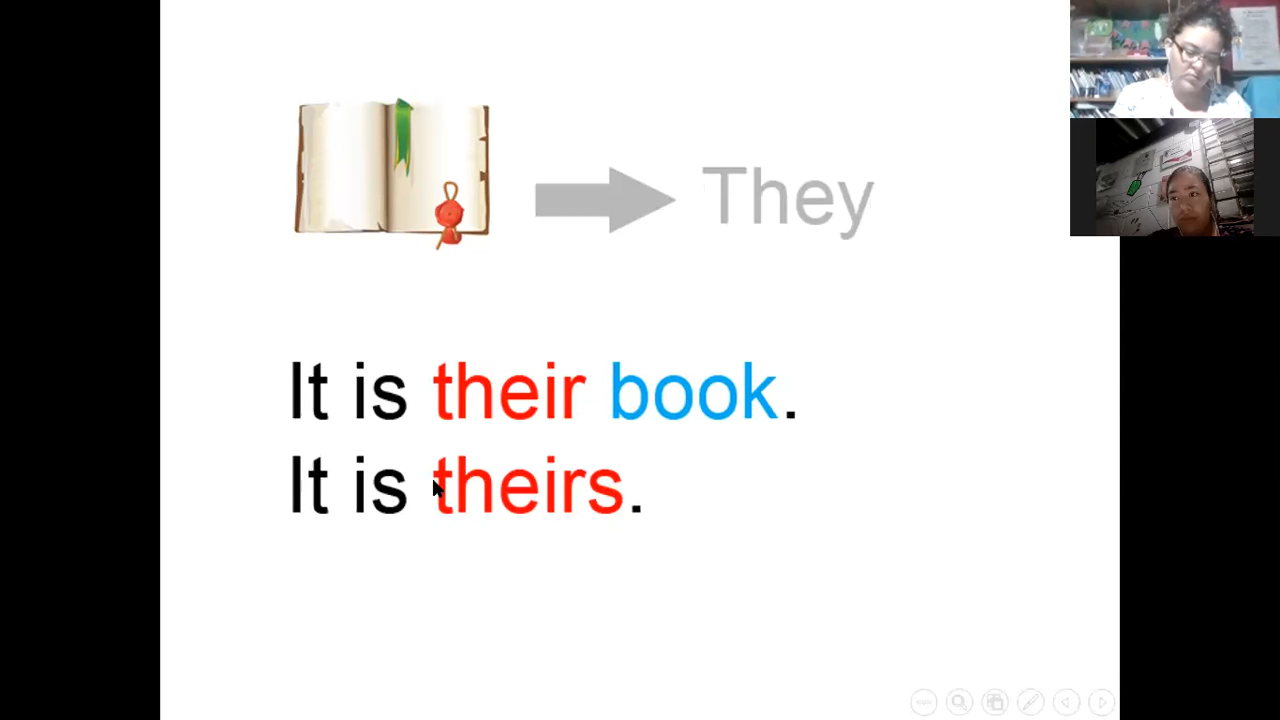 They
It is their book.
It is theirs.